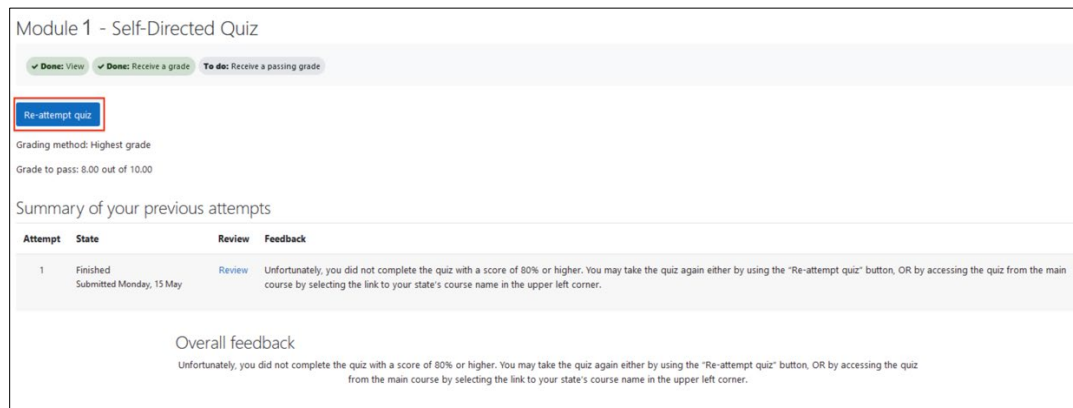 Module 1 - Self-Directed Quiz
✔ Done: View ✔ Done: Receive a grade To do: Receive a passing grade
Re-attempt quiz
Grading method: Highest grade
Grade to pass: 8.00 out of 10.00
Summary of your previous attempts
Attempt State Review Feedback
1 Finished Review Unfortunately, you did not complete the quiz with a score of 80% or higher. You may take the quiz again either by using the "Re-attempt quiz" button, OR by accessing the quiz from the main
Submitted Monday, 15 May course by selecting the link to your state's course name in the upper left corner.
Overall feedback
Unfortunately, you did not complete the quiz with a score of 80% or higher. You may take the quiz again either by using the "Re-attempt quiz" button, OR by accessing the quiz
from the main course by selecting the link to your state's course name in the upper left corner.